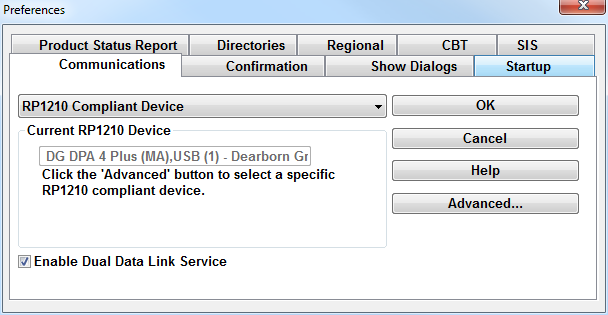 Preferences
Product Status Report Directories Regional CBT SIS
Communications Confirmation Show Dialogs Startup
RP1210 Compliant Device
OK
Current RP1210 Device
DG DPA 4 Plus (MA),USB (1) - Dearborn Gr
Click the 'Advanced' button to select a specific
RP1210 compliant device.
Cancel
Help
Advanced...
Enable Dual Data Link Service